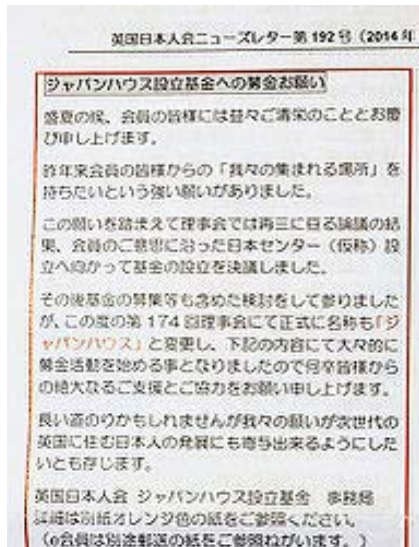 英国日本人会ニューズレター第 192 号 (2014 年
ジャパンハウス設立基金への募金お願い
盛夏の候、会員の皆様には益々ご清栄のこととお慶
び申し上げます。
昨年来会員の皆様からの「我々の集まれる場所」を
持ちたいという強い願いがありました。
この願いを踏まえて理事会では再三に亘る論議の結
果、会員のご意思に沿った日本センター（仮称）設
立へ向かって基金の設立を決議しました。
その後基金の募集等も含めた検討をして参りました
が、この度の第 174 回理事会にて正式に名称も「ジ
ャパンハウス」と変更し、下記の内容にて大々的に
募金活動を始める事となりましたので何卒皆様から
の絶大なるご支援とご協力をお願い申し上げます。
長い道のりかもしれませんが我々の願いが次世代の
英国に住む日本人の発展にも寄与出来るようにした
いとも存じます。
英国日本人会 ジャパンハウス設立基金 事務局
詳細は別紙オレンジ色の紙をご参照ください。
（e会員は別途郵送の紙をご参照ねがいます。）